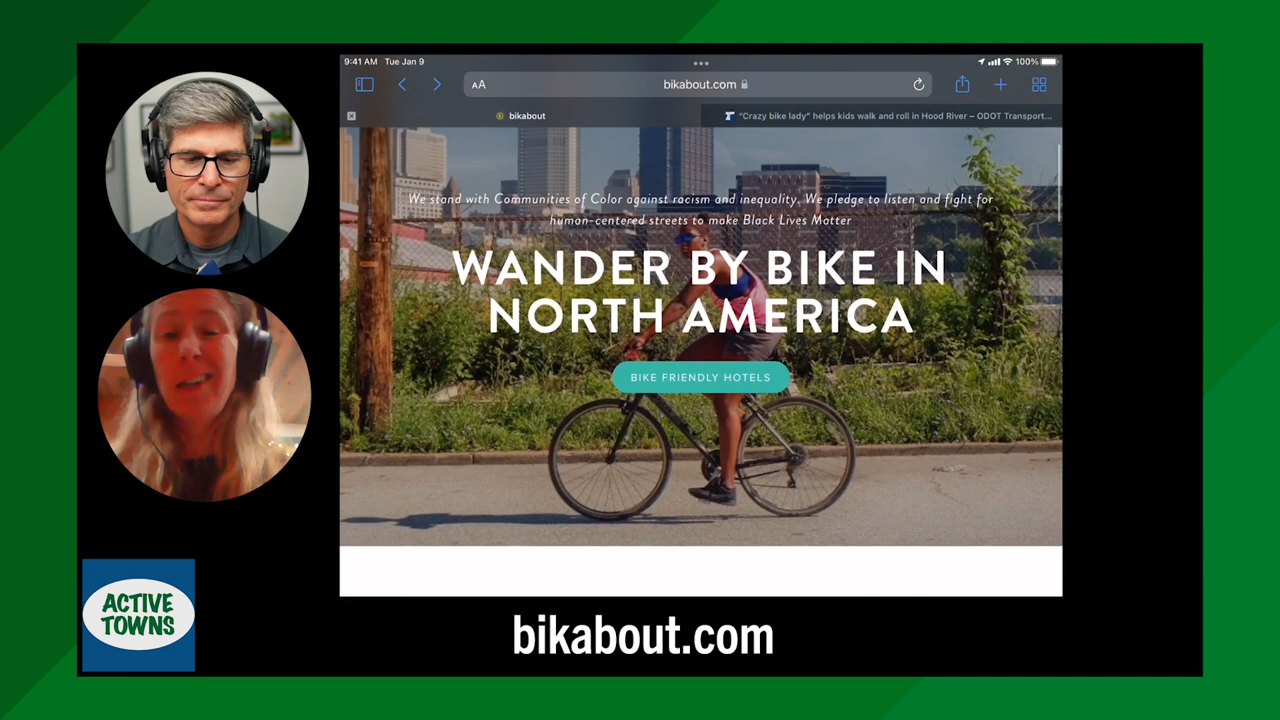 9:41 AM Tue Jan 9
100%
AA
bikabout.com
bikabout
"Crazy bike lady" helps kids walk and roll in Hood River – ODOT Transport...
We stand with Communities of Color against racism and inequality. We pledge to listen and fight for
human-centered streets to make Black Lives Matter
WANDER BY BIKE IN
NORTH AMERICA
BIKE FRIENDLY HOTELS
ACTIVE
TOWNS
bikabout.com